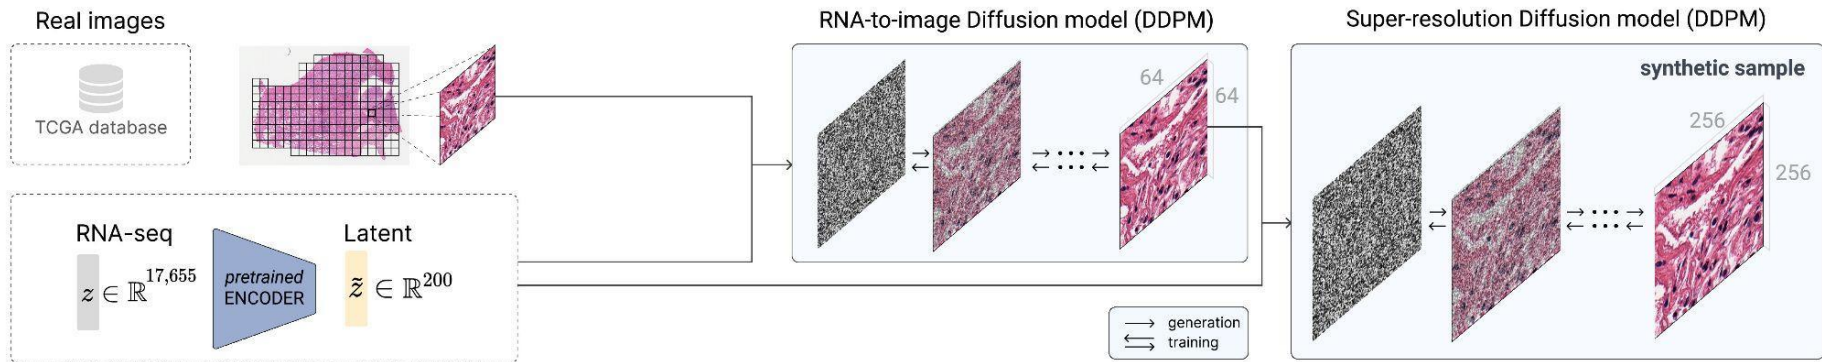 Real images
TCGA database
RNA-seq
z ∈ ℝ^17,655
pretrained
ENCODER
Latent
z̃ ∈ ℝ^200
RNA-to-image Diffusion model (DDPM)
64
64
generation
training
Super-resolution Diffusion model (DDPM)
synthetic sample
256
256